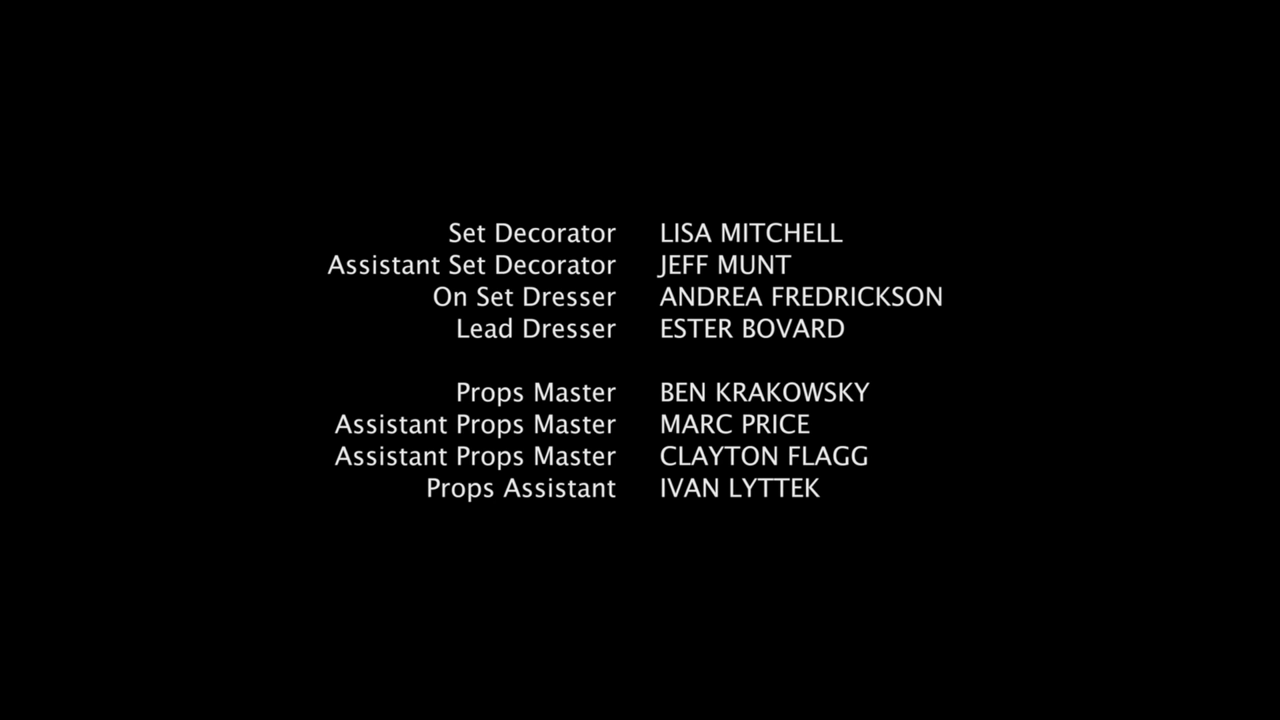 Set Decorator LISA MITCHELL
Assistant Set Decorator JEFF MUNT
On Set Dresser ANDREA FREDRICKSON
Lead Dresser ESTER BOVARD
Props Master BEN KRAKOWSKY
Assistant Props Master MARC PRICE
Assistant Props Master CLAYTON FLAGG
Props Assistant IVAN LYTTEK